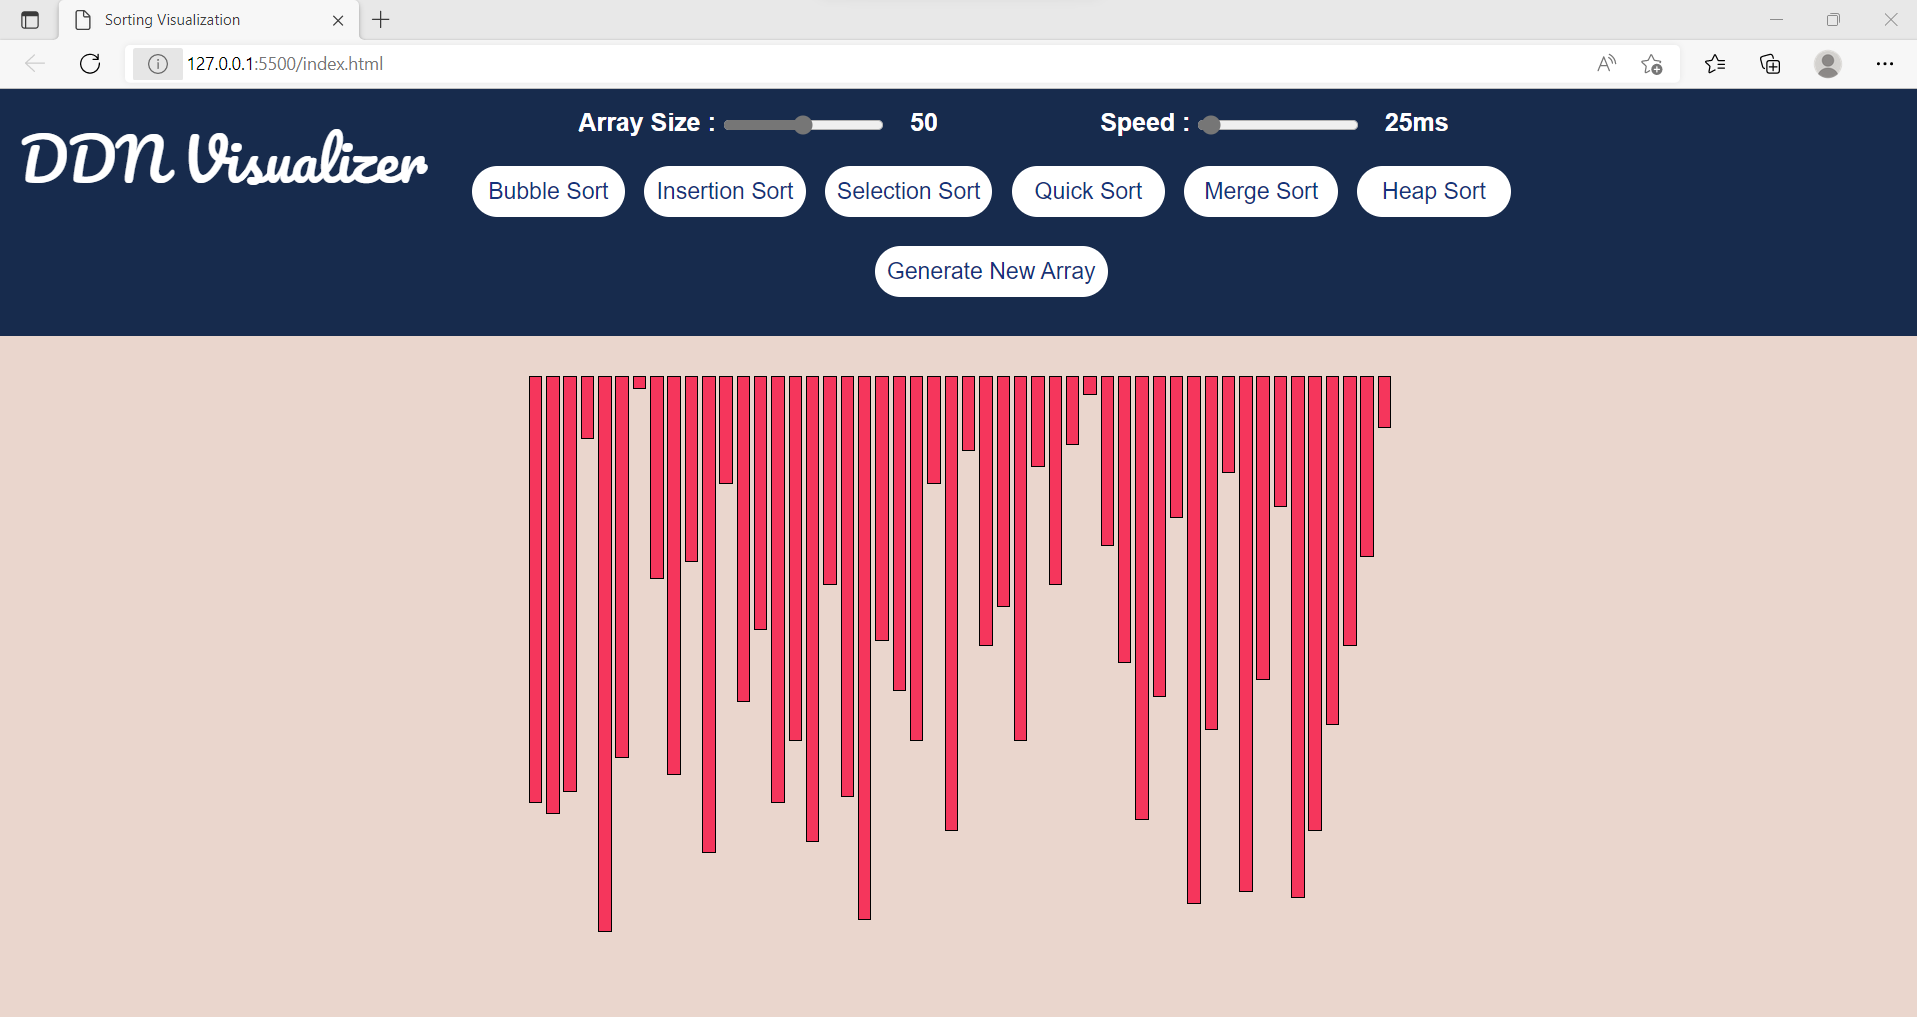 Sorting Visualization
127.0.0.1:5500/index.html
DDN Visualizer
Array Size : 50 Speed : 25ms
Bubble Sort Insertion Sort Selection Sort Quick Sort Merge Sort Heap Sort
Generate New Array